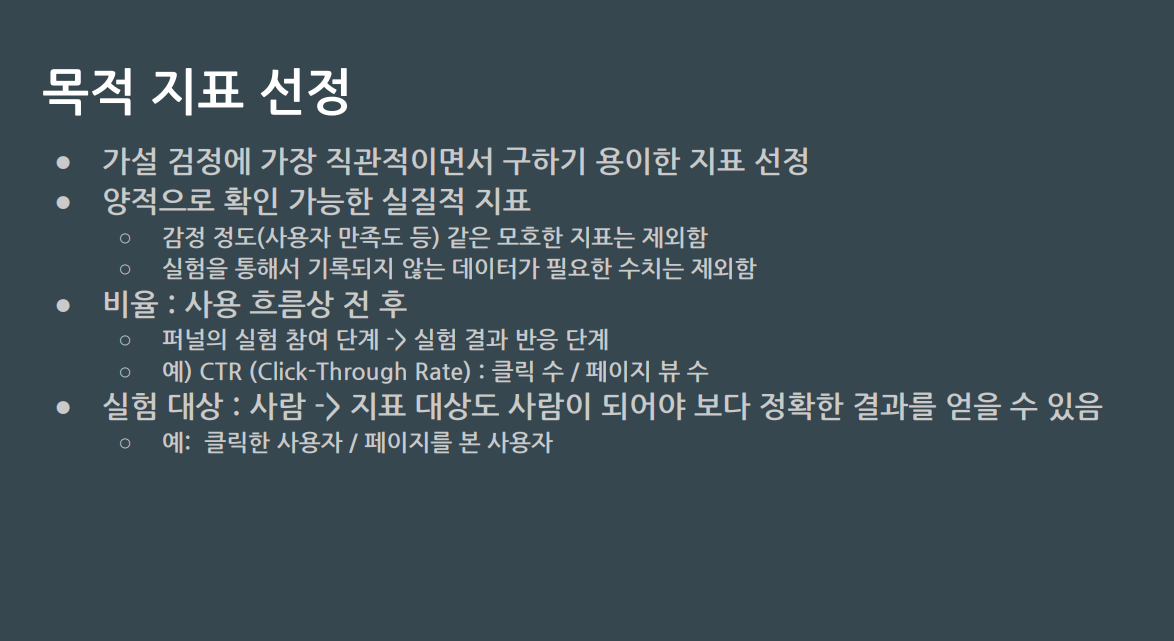 목적 지표 선정
● 가설 검정에 가장 직관적이면서 구하기 용이한 지표 선정
● 양적으로 확인 가능한 실질적 지표
○ 감정 정도(사용자 만족도 등) 같은 모호한 지표는 제외함
○ 실험을 통해서 기록되지 않는 데이터가 필요한 수치는 제외함
● 비율 : 사용 흐름상 전 후
○ 퍼널의 실험 참여 단계 -> 실험 결과 반응 단계
○ 예) CTR (Click-Through Rate) : 클릭 수 / 페이지 뷰 수
● 실험 대상 : 사람 -> 지표 대상도 사람이 되어야 보다 정확한 결과를 얻을 수 있음
○ 예: 클릭한 사용자 / 페이지를 본 사용자